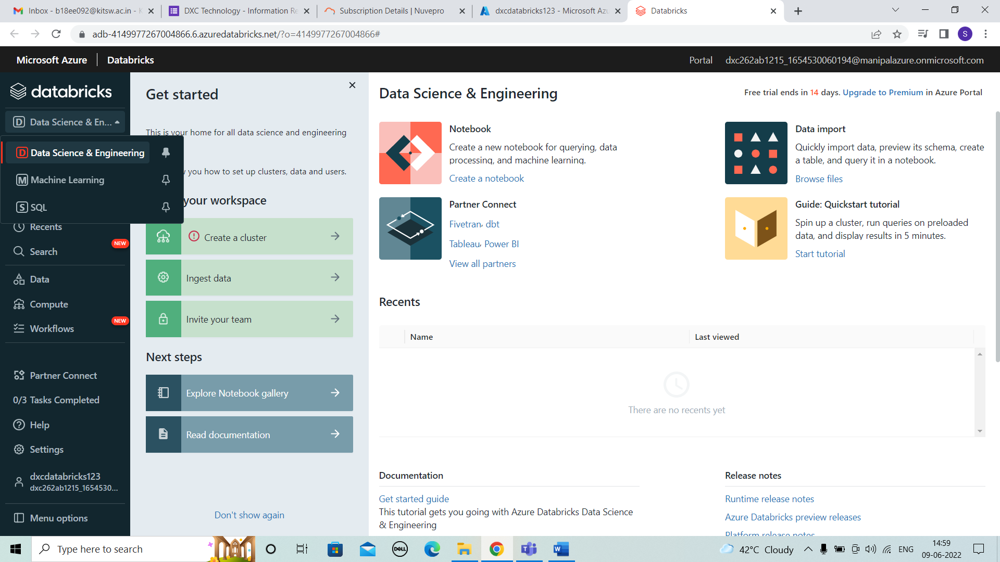 Inbox - b18ee092@kitsw.ac.in - K
DXC Technology - Information Re
Subscription Details | Nuvepro
dxcdatabricks123 - Microsoft Azu
Databricks
adb-4149977267004866.6.azuredatabricks.net/?o=4149977267004866#
S
Microsoft Azure
Databricks
Portal
dxc262ab1215_1654530060194@manipalazure.onmicrosoft.com
databricks
D Data Science & En...
D Data Science & Engineering
M Machine Learning
S SQL
Recents
NEW
Search
Data
Compute
NEW
Workflows
Partner Connect
0/3 Tasks Completed
Help
Settings
dxcdatabricks123
dxc262ab1215_1654530...
Menu options
Get started
This is your home for all data science and engineering
you how to set up clusters, data and users.
your workspace
Create a cluster
Ingest data
Invite your team
Next steps
Explore Notebook gallery
Read documentation
Don't show again
Data Science & Engineering
Free trial ends in 14 days. Upgrade to Premium in Azure Portal
Notebook
Create a new notebook for querying, data
processing, and machine learning.
Create a notebook
Data import
Quickly import data, preview its schema, create
a table, and query it in a notebook.
Browse files
Partner Connect
Fivetran, dbt
Tableau, Power BI
View all partners
Guide: Quickstart tutorial
Spin up a cluster, run queries on preloaded
data, and display results in 5 minutes.
Start tutorial
Recents
Name
Last viewed
There are no recents yet
Documentation
Get started guide
This tutorial gets you going with Azure Databricks Data Science
& Engineering
Release notes
Runtime release notes
Azure Databricks preview releases
Platform release notes
Type here to search
DELL
T
W
42°C Cloudy
ENG
14:59
09-06-2022